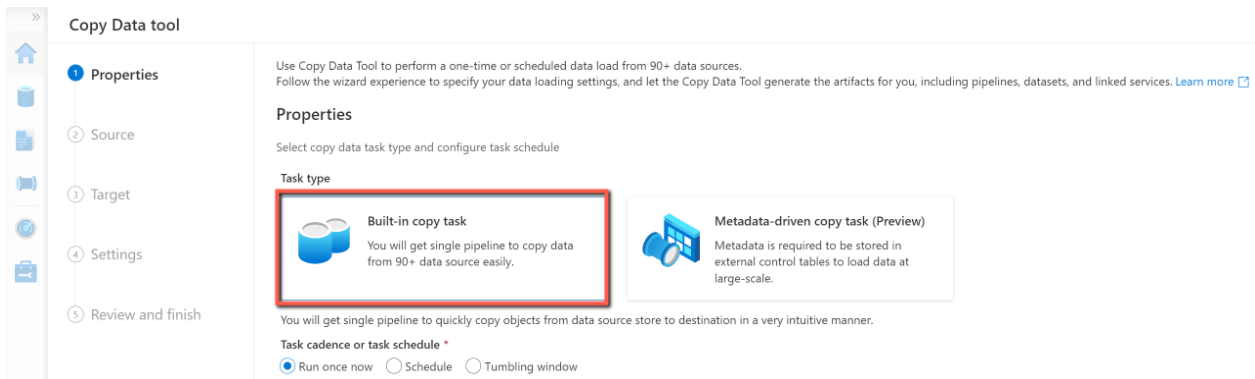 »
Copy Data tool
1 Properties
2 Source
3 Target
4 Settings
5 Review and finish
Use Copy Data Tool to perform a one-time or scheduled data load from 90+ data sources.
Follow the wizard experience to specify your data loading settings, and let the Copy Data Tool generate the artifacts for you, including pipelines, datasets, and linked services. Learn more
Properties
Select copy data task type and configure task schedule
Task type
Built-in copy task
You will get single pipeline to copy data
from 90+ data source easily.
Metadata-driven copy task (Preview)
Metadata is required to be stored in
external control tables to load data at
large-scale.
You will get single pipeline to quickly copy objects from data source store to destination in a very intuitive manner.
Task cadence or task schedule *
Run once now Schedule Tumbling window